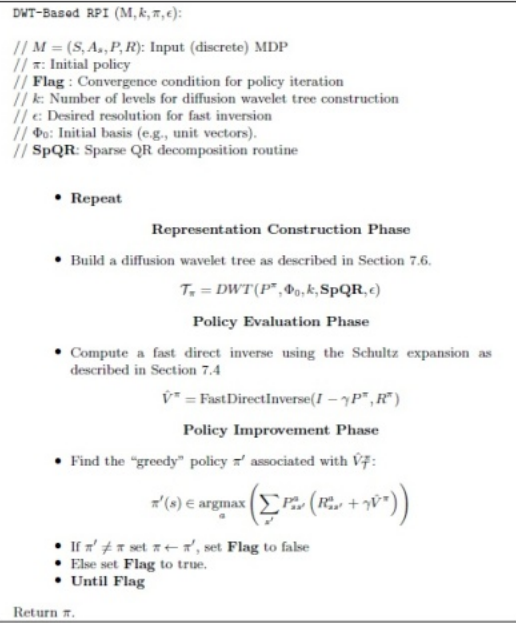 DWT-Based RPI (M, k, π, ϵ):
// M = (S, A_s, P, R): Input (discrete) MDP
// π: Initial policy
// Flag : Convergence condition for policy iteration
// k: Number of levels for diffusion wavelet tree construction
// ϵ: Desired resolution for fast inversion
// Φ₀: Initial basis (e.g., unit vectors).
// SpQR: Sparse QR decomposition routine
• Repeat
Representation Construction Phase
• Build a diffusion wavelet tree as described in Section 7.6.
𝒯_π = DWT(P^π, Φ₀, k, SpQR, ϵ)
Policy Evaluation Phase
• Compute a fast direct inverse using the Schultz expansion as
described in Section 7.4
V̂^π = FastDirectInverse(I − γP^π, R^π)
Policy Improvement Phase
• Find the “greedy” policy π′ associated with V̂_T^π:
π′(s) ∈ argmax_a (∑_{s′} P^a_{ss′} (R^a_{ss′} + γV̂^π))
• If π′ ≠ π set π ← π′, set Flag to false
• Else set Flag to true.
• Until Flag
Return π.